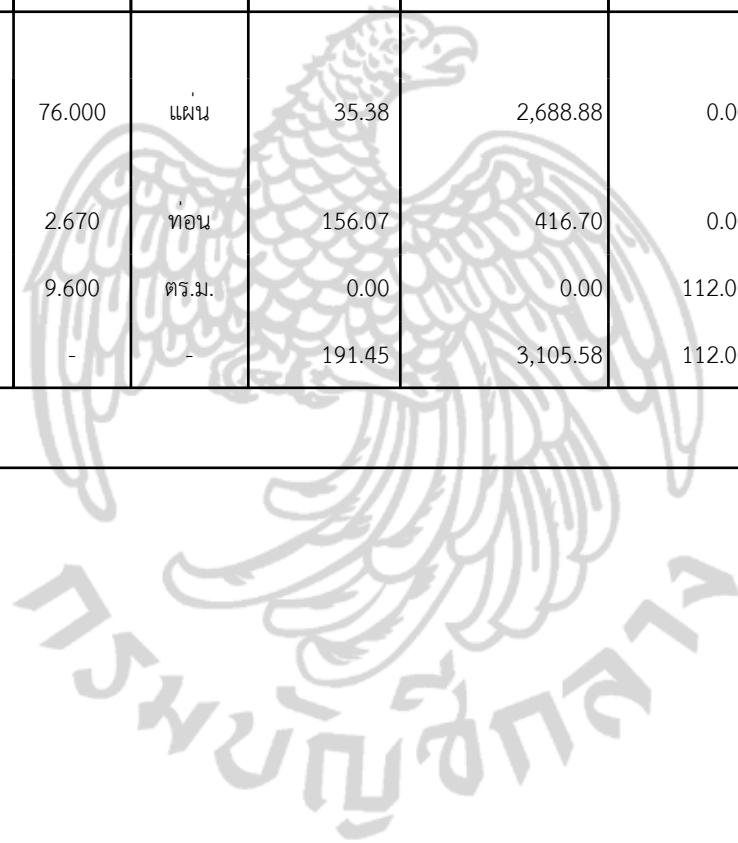 76.000 แผ่น 35.38 2,688.88 0.0
2.670 ท่อน 156.07 416.70 0.0
9.600 ตร.ม. 0.00 0.00 112.0
- - 191.45 3,105.58 112.0
กรมบัญชีกลาง